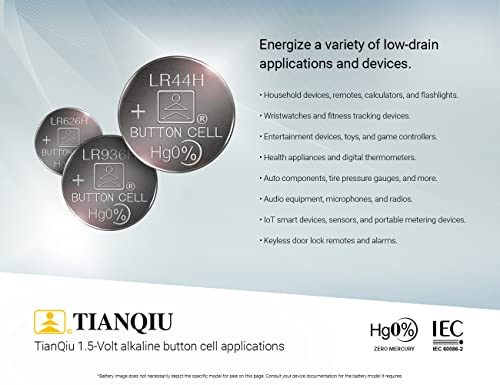 Energize a variety of low-drain
applications and devices.
• Household devices, remotes, calculators, and flashlights.
• Wristwatches and fitness tracking devices.
• Entertainment devices, toys, and game controllers.
• Health appliances and digital thermometers.
• Auto components, tire pressure gauges, and more.
• Audio equipment, microphones, and radios.
• IoT smart devices, sensors, and portable metering devices.
• Keyless door lock remotes and alarms.
LR44H
+
®
BUTTON CELL
Hg0%
LR626H
+
BUTTON
LR936H
+
®
BUTTON CELL
Hg0%
® TIANQIU
TianQiu 1.5-Volt alkaline button cell applications
Hg0%
ZERO MERCURY
IEC
IEC 60086-2
*Battery image does not necessarily depict the specific model for sale on this page. Consult your device documentation for the battery model it requires.